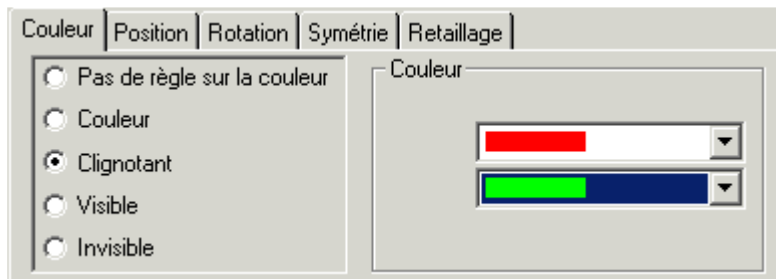 Couleur Position Rotation Symétrie Retaillage
Pas de règle sur la couleur
Couleur
Clignotant
Visible
Invisible
Couleur